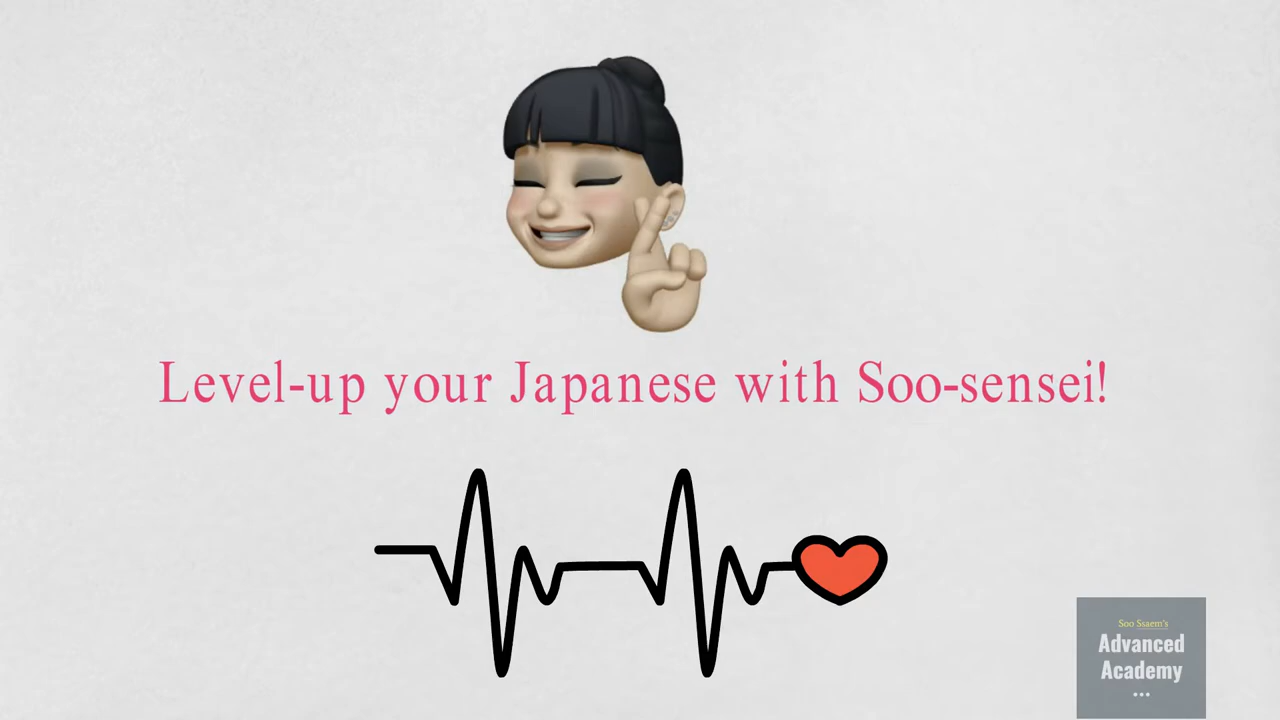 Level-up your Japanese with Soo-sensei!
Soo Ssaem's
Advanced
Academy
...